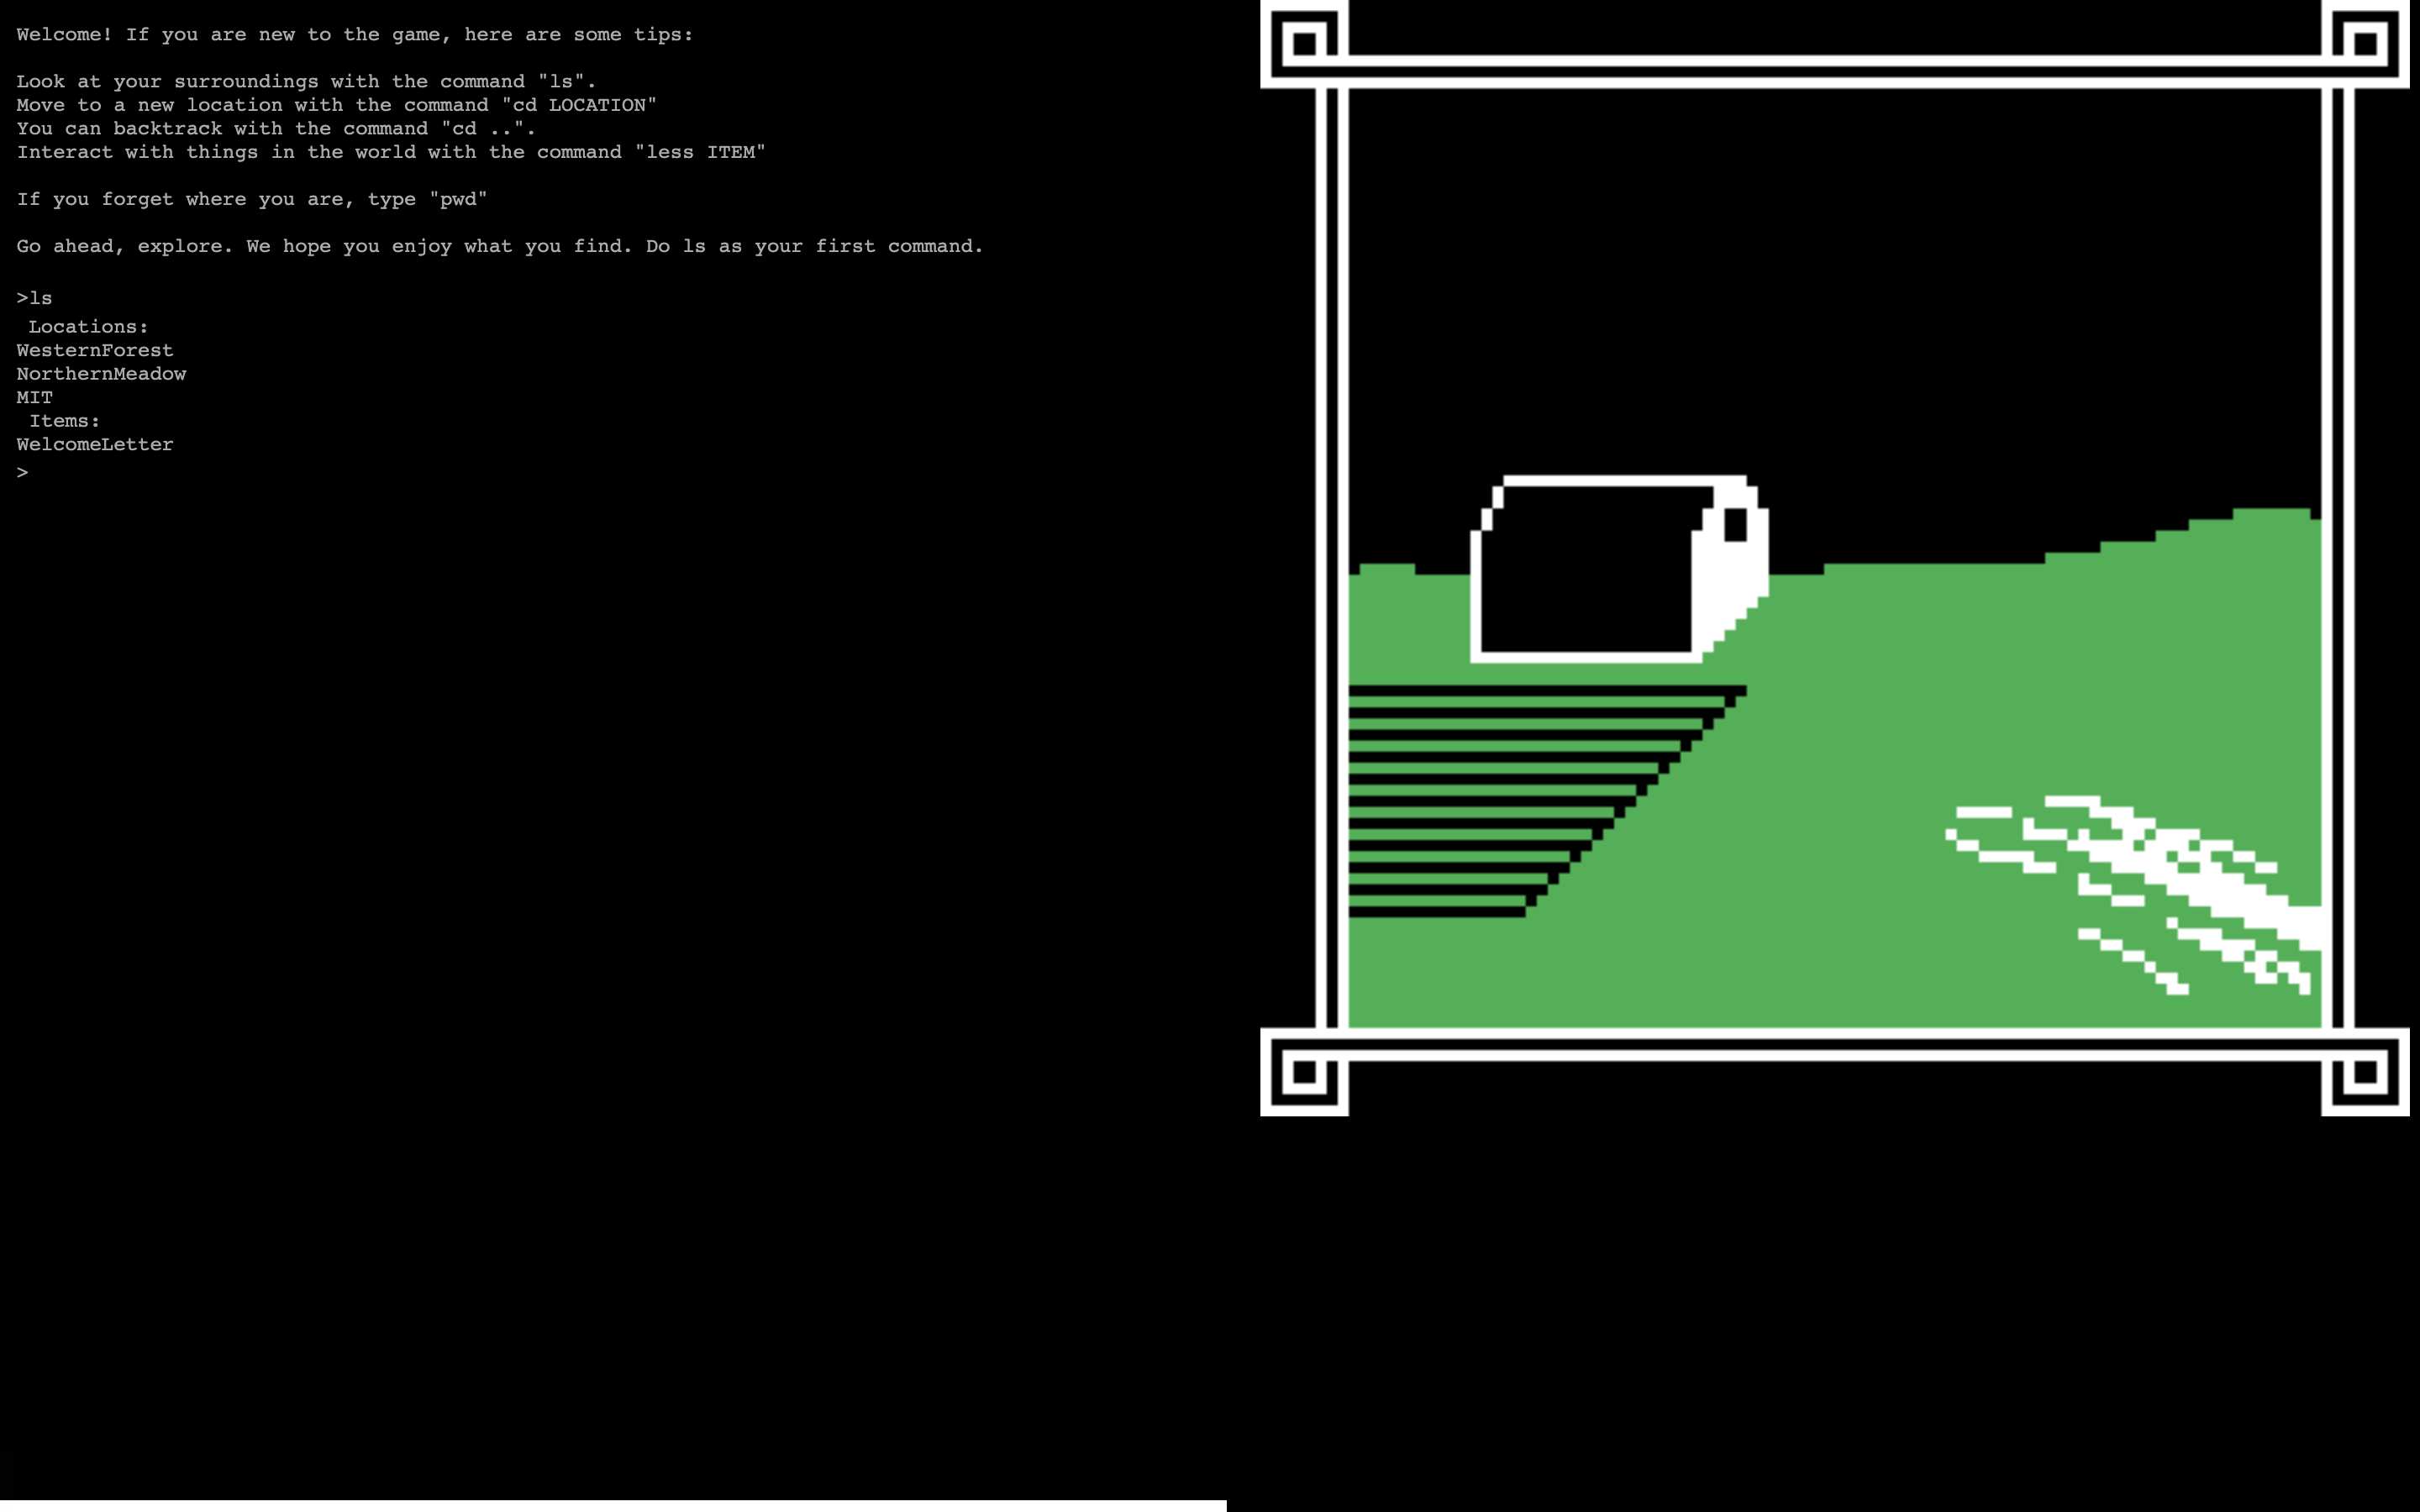 Welcome! If you are new to the game, here are some tips:
Look at your surroundings with the command "ls".
Move to a new location with the command "cd LOCATION"
You can backtrack with the command "cd ..".
Interact with things in the world with the command "less ITEM"
If you forget where you are, type "pwd"
Go ahead, explore. We hope you enjoy what you find. Do ls as your first command.
>ls
Locations:
WesternForest
NorthernMeadow
MIT
Items:
WelcomeLetter
>